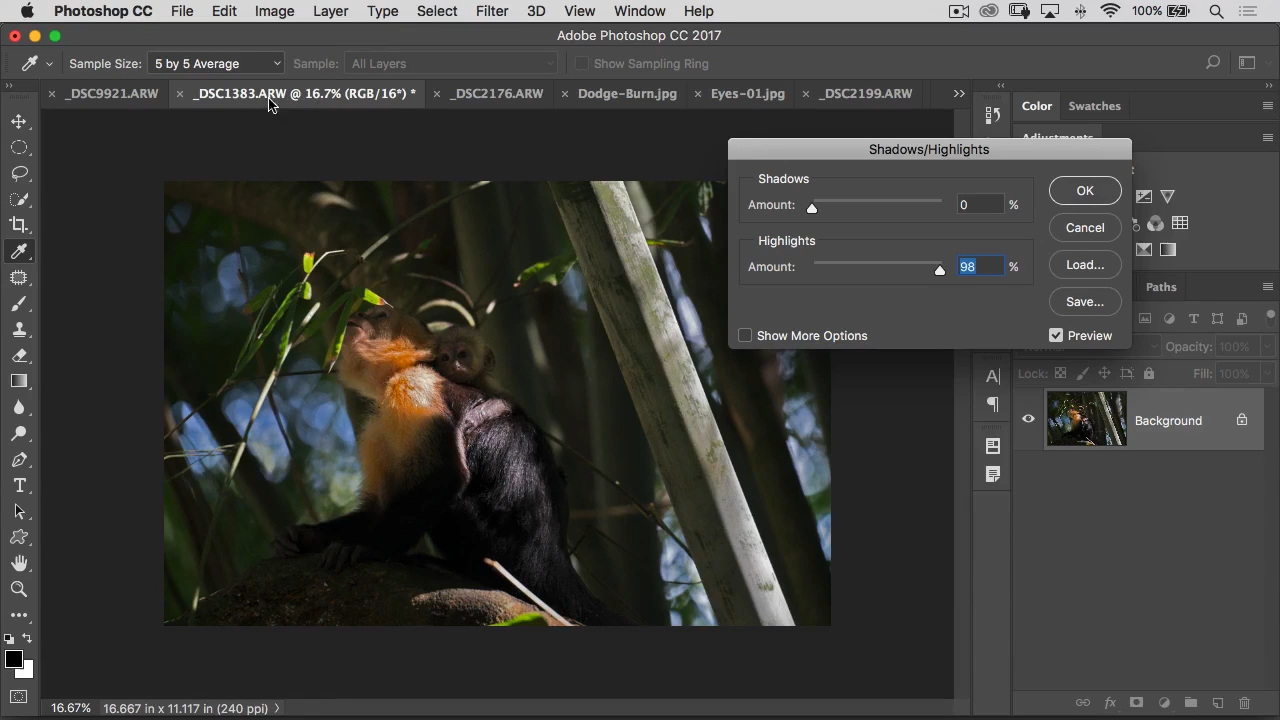 Photoshop CC File Edit Image Layer Type Select Filter 3D View Window Help 100%
Adobe Photoshop CC 2017
Sample Size: 5 by 5 Average Sample: All Layers Show Sampling Ring
_DSC9921.ARW _DSC1383.ARW @ 16.7% (RGB/16*) * _DSC2176.ARW Dodge-Burn.jpg Eyes-01.jpg _DSC2199.ARW
Color Swatches
Adjustments
Shadows/Highlights
Shadows
Amount: 0 %
Highlights
Amount: 98 %
Show More Options
OK
Cancel
Load...
Save...
Preview
Paths
Normal Opacity: 100%
Lock: Fill: 100%
Background
16.67% 16.667 in x 11.117 in (240 ppi)